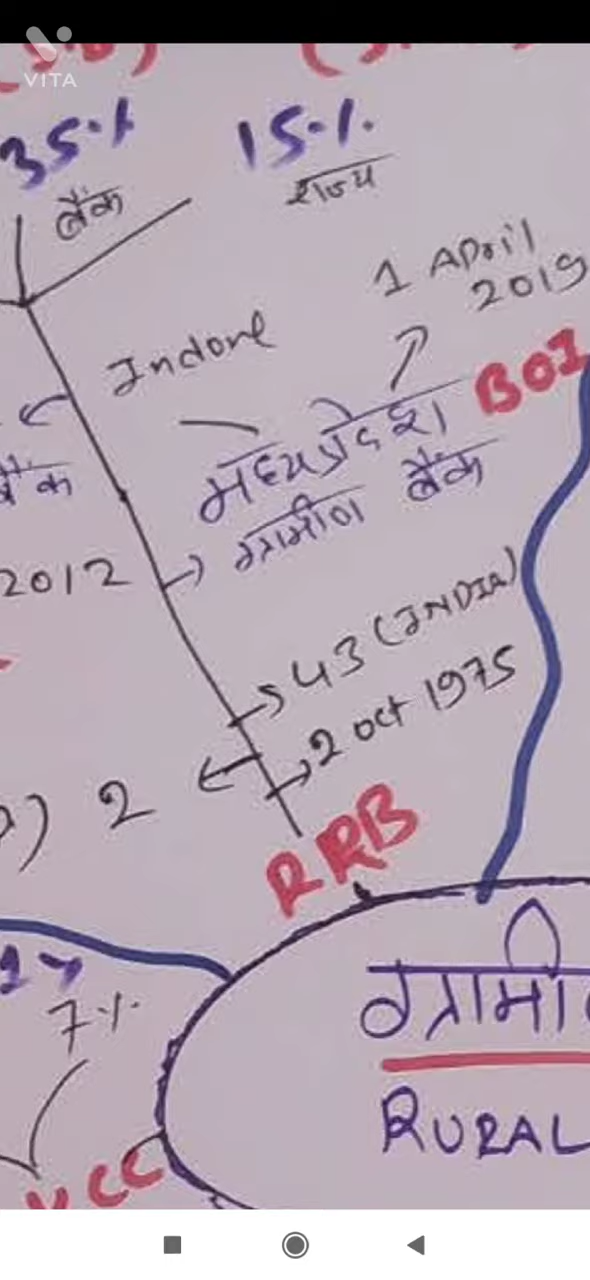 VITA
35% 15%
बैंक राज्य
1 April
2019
Indore
BOI
मध्यप्रदेश
ग्रामीण बैंक
2012
43 (INDIA)
2 Oct 1975
2
RRB
7%
ग्रामी
RURAL
KCC